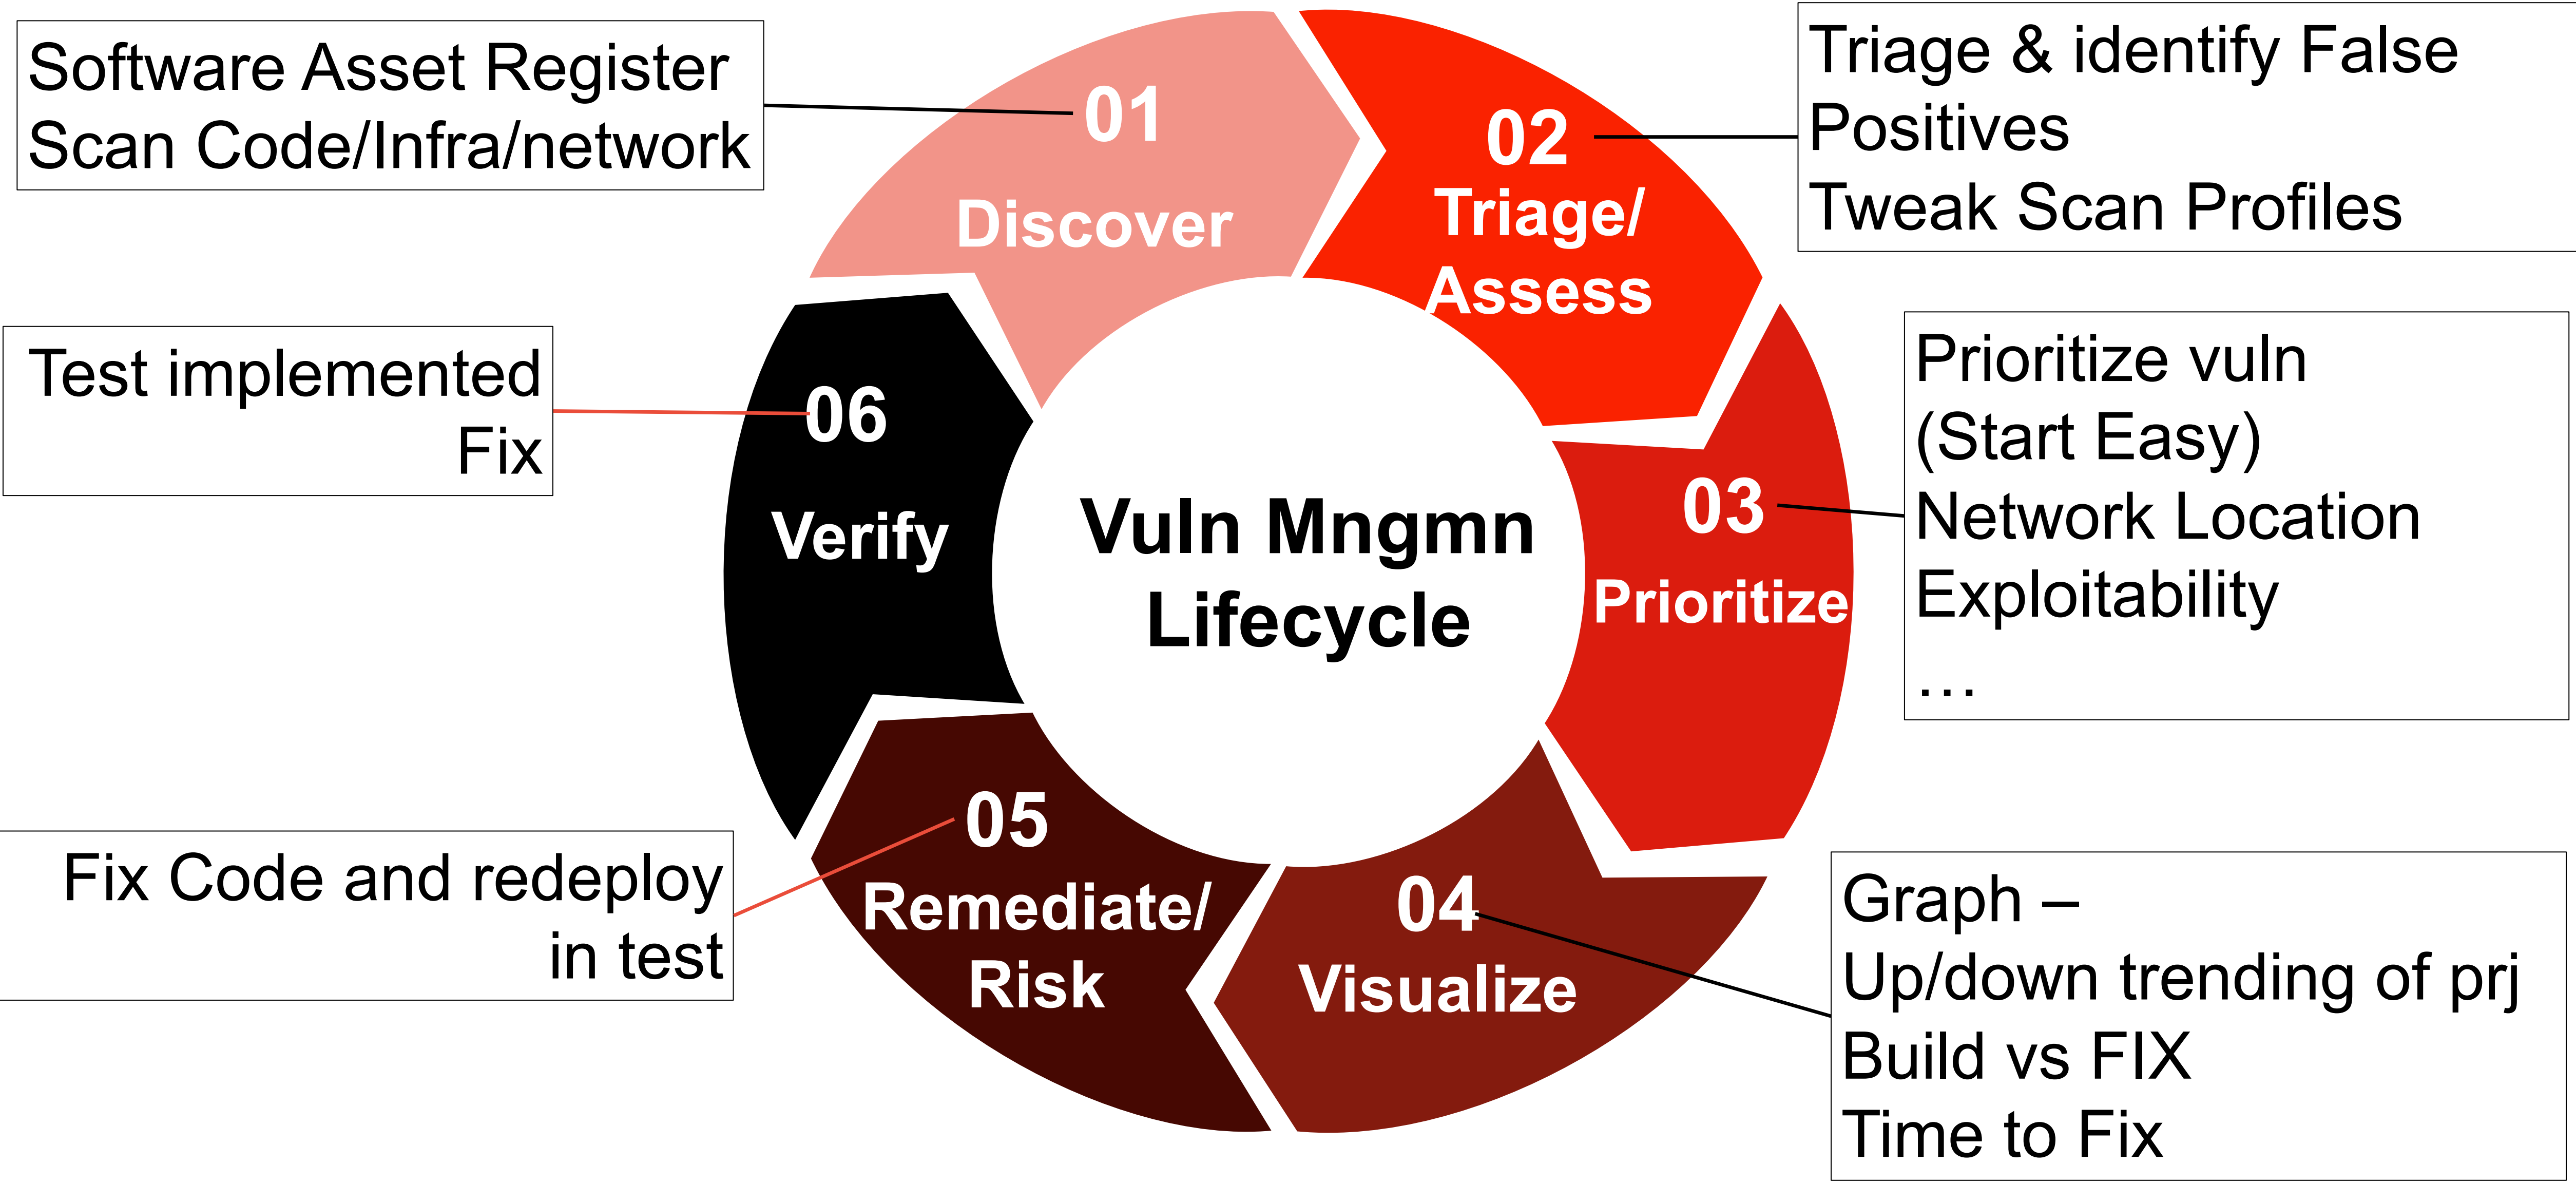 Software Asset Register
Scan Code/Infra/network
01
Discover
02
Triage/
Assess
Triage & identify False
Positives
Tweak Scan Profiles
03
Prioritize
Prioritize vuln
(Start Easy)
Network Location
Exploitability
…
04
Visualize
Graph –
Up/down trending of prj
Build vs FIX
Time to Fix
05
Remediate/
Risk
Fix Code and redeploy
in test
06
Verify
Test implemented
Fix
Vuln Mngmn
Lifecycle